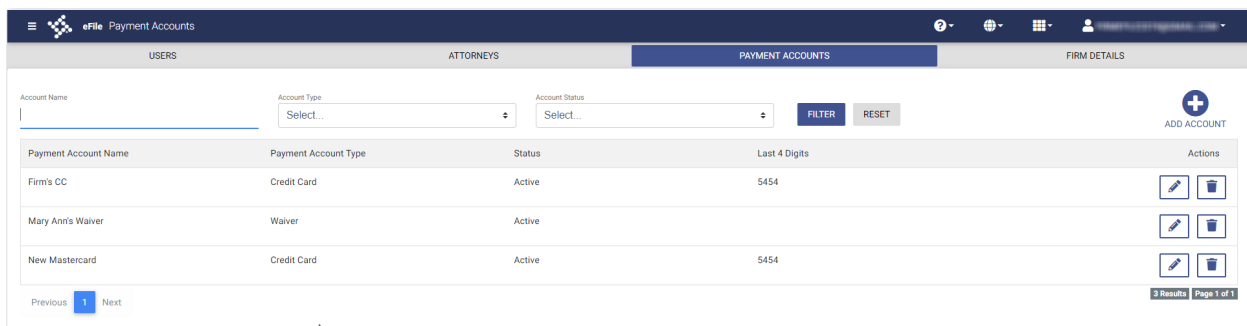 eFile Payment Accounts
USERS ATTORNEYS PAYMENT ACCOUNTS FIRM DETAILS
Account Name Account Type Account Status
Select... Select... FILTER RESET
ADD ACCOUNT
Payment Account Name Payment Account Type Status Last 4 Digits Actions
Firm's CC Credit Card Active 5454
Mary Ann's Waiver Waiver Active
New Mastercard Credit Card Active 5454
Previous 1 Next 3 Results Page 1 of 1